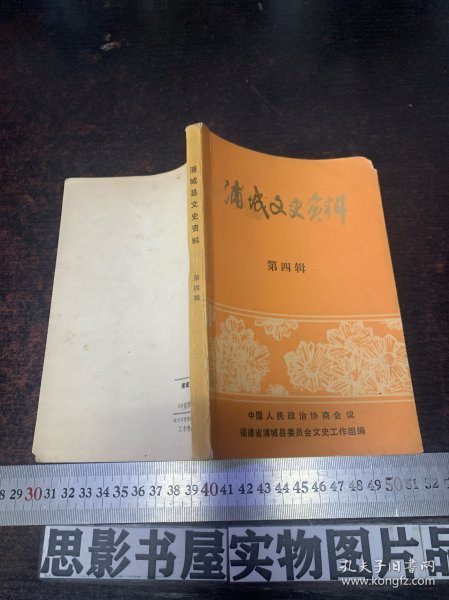 浦城文史资料
第四辑
中国人民政治协商会议
福建省浦城县委员会文史工作组编
浦城县文史资料
第四辑
29 30 31 32 33 34 35 36 37 38 39 40 41 42 43 44 45 46 47 48 49 50 51 52
思影书屋实物图片品
孔夫子旧书网
book.kongfz.com